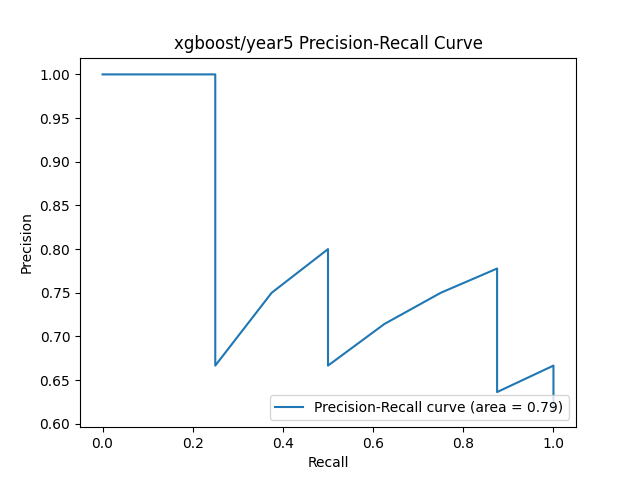 xgboost/year5 Precision-Recall Curve
1.00
0.95
0.90
0.85
0.80
0.75
0.70
0.65
0.60
Precision
Precision-Recall curve (area = 0.79)
0.0 0.2 0.4 0.6 0.8 1.0
Recall